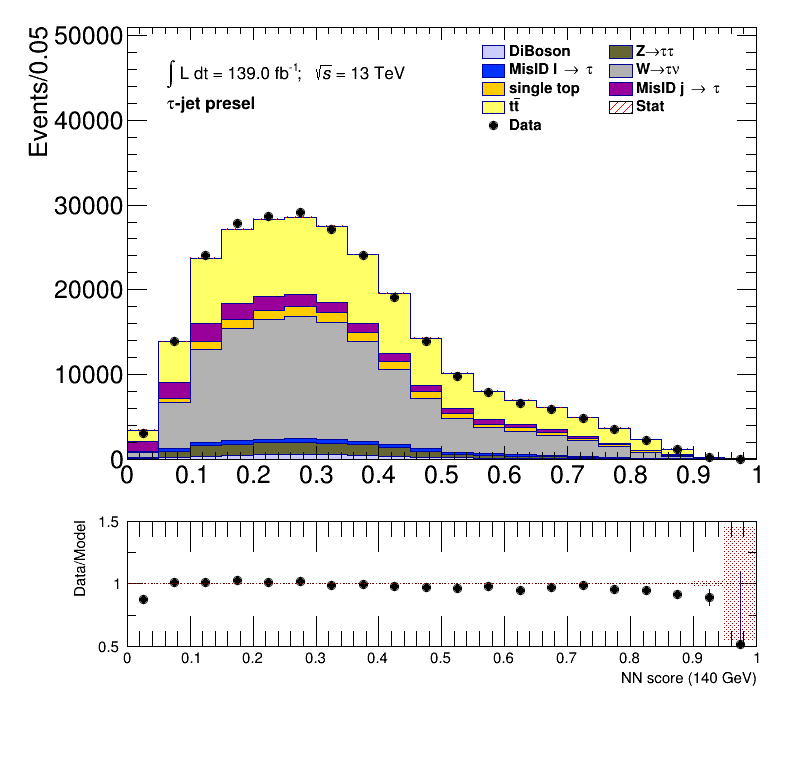 Events/0.05
50000
40000
30000
20000
10000
0
∫ L dt = 139.0 fb⁻¹; √s = 13 TeV
τ-jet presel
DiBoson
MisID l → τ
single top
tt̄
Data
Z→ττ
W→τν
MisID j → τ
Stat
0 0.1 0.2 0.3 0.4 0.5 0.6 0.7 0.8 0.9 1
Data/Model
1.5
1
0.5
0 0.1 0.2 0.3 0.4 0.5 0.6 0.7 0.8 0.9 1
NN score (140 GeV)